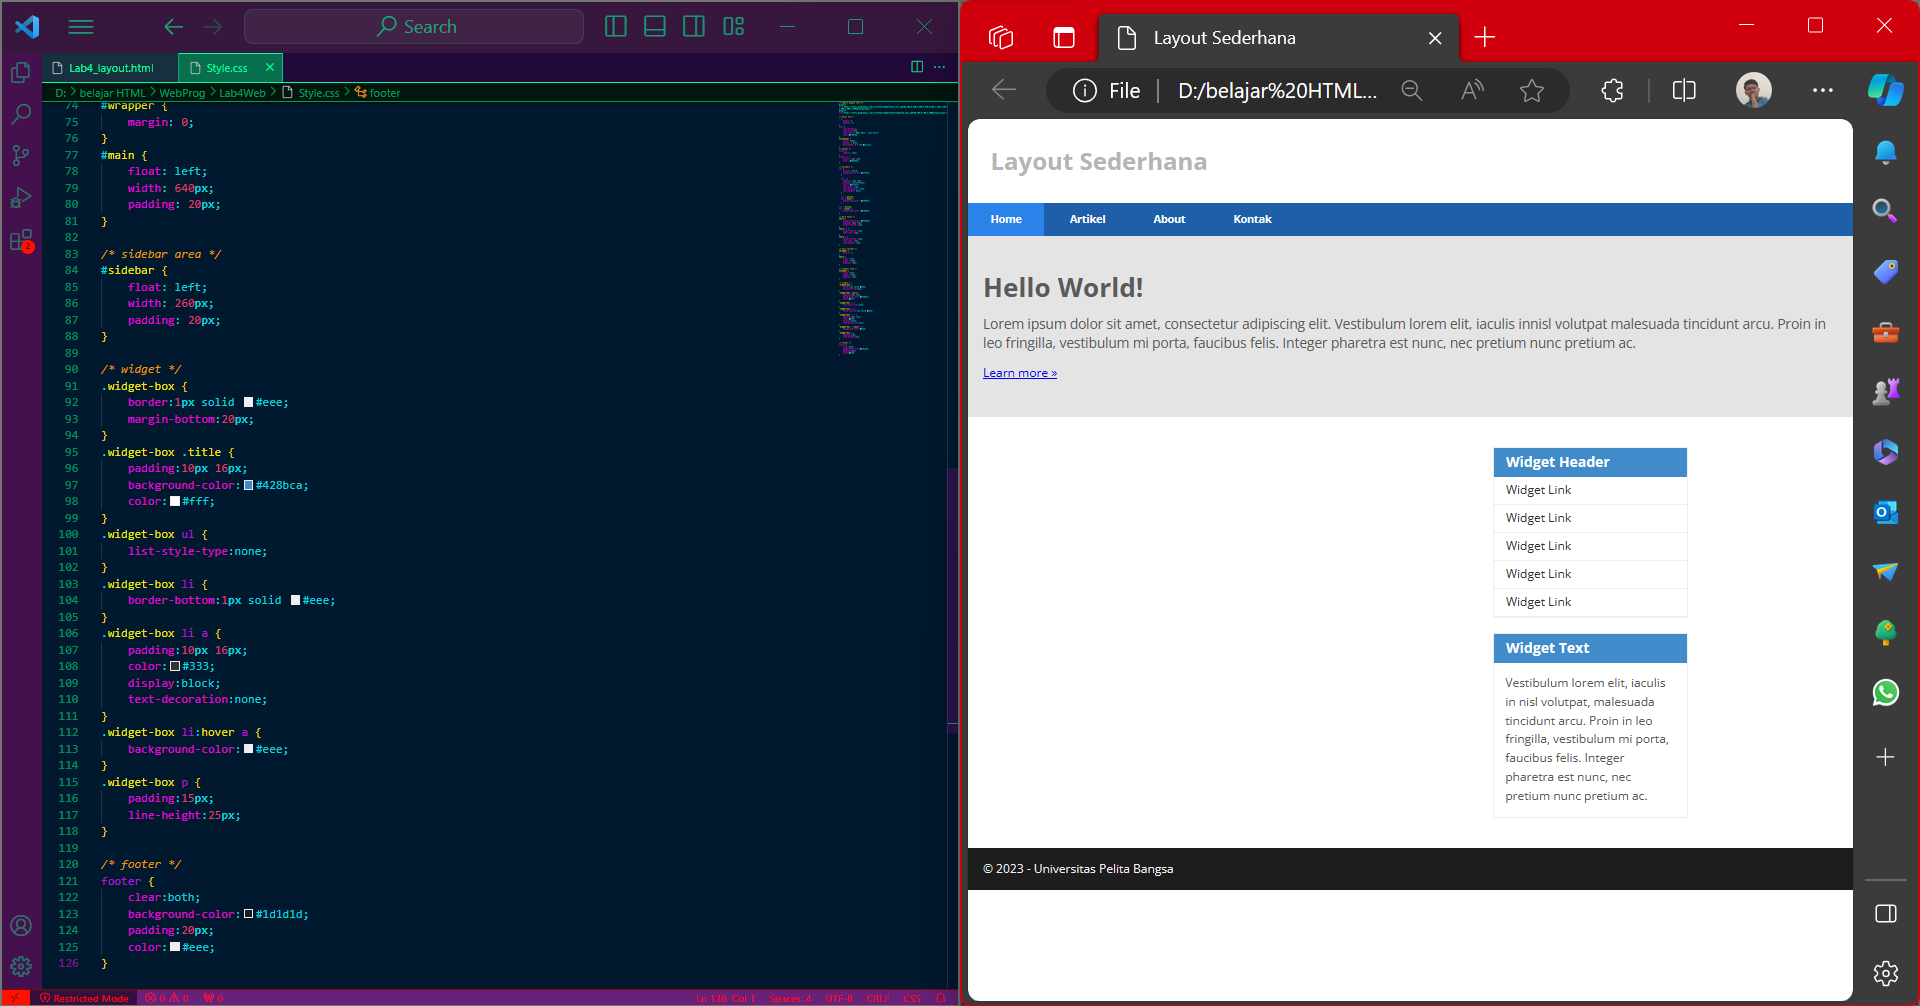 Search
Lab4_layout.html
Style.css
D: > belajar HTML > WebProg > Lab4Web > Style.css > footer
74 #wrapper {
75 margin: 0;
76 }
77 #main {
78 float: left;
79 width: 640px;
80 padding: 20px;
81 }
82
83 /* sidebar area */
84 #sidebar {
85 float: left;
86 width: 260px;
87 padding: 20px;
88 }
89
90 /* widget */
91 .widget-box {
92 border:1px solid #eee;
93 margin-bottom:20px;
94 }
95 .widget-box .title {
96 padding:10px 16px;
97 background-color:#428bca;
98 color:#fff;
99 }
100 .widget-box ul {
101 list-style-type:none;
102 }
103 .widget-box li {
104 border-bottom:1px solid #eee;
105 }
106 .widget-box li a {
107 padding:10px 16px;
108 color:#333;
109 display:block;
110 text-decoration:none;
111 }
112 .widget-box li:hover a {
113 background-color:#eee;
114 }
115 .widget-box p {
116 padding:15px;
117 line-height:25px;
118 }
119
120 /* footer */
121 footer {
122 clear:both;
123 background-color:#1d1d1d;
124 padding:20px;
125 color:#eee;
126 }
2
Restricted Mode 0 0 0 Ln 126, Col 1 Spaces: 4 UTF-8 CRLF CSS
Layout Sederhana
File D:/belajar%20HTML...
Layout Sederhana
Home Artikel About Kontak
Hello World!
Lorem ipsum dolor sit amet, consectetur adipiscing elit. Vestibulum lorem elit, iaculis innisl volutpat malesuada tincidunt arcu. Proin in
leo fringilla, vestibulum mi porta, faucibus felis. Integer pharetra est nunc, nec pretium nunc pretium ac.
Learn more »
Widget Header
Widget Link
Widget Link
Widget Link
Widget Link
Widget Link
Widget Text
Vestibulum lorem elit, iaculis
in nisl volutpat, malesuada
tincidunt arcu. Proin in leo
fringilla, vestibulum mi porta,
faucibus felis. Integer
pharetra est nunc, nec
pretium nunc pretium ac.
© 2023 - Universitas Pelita Bangsa